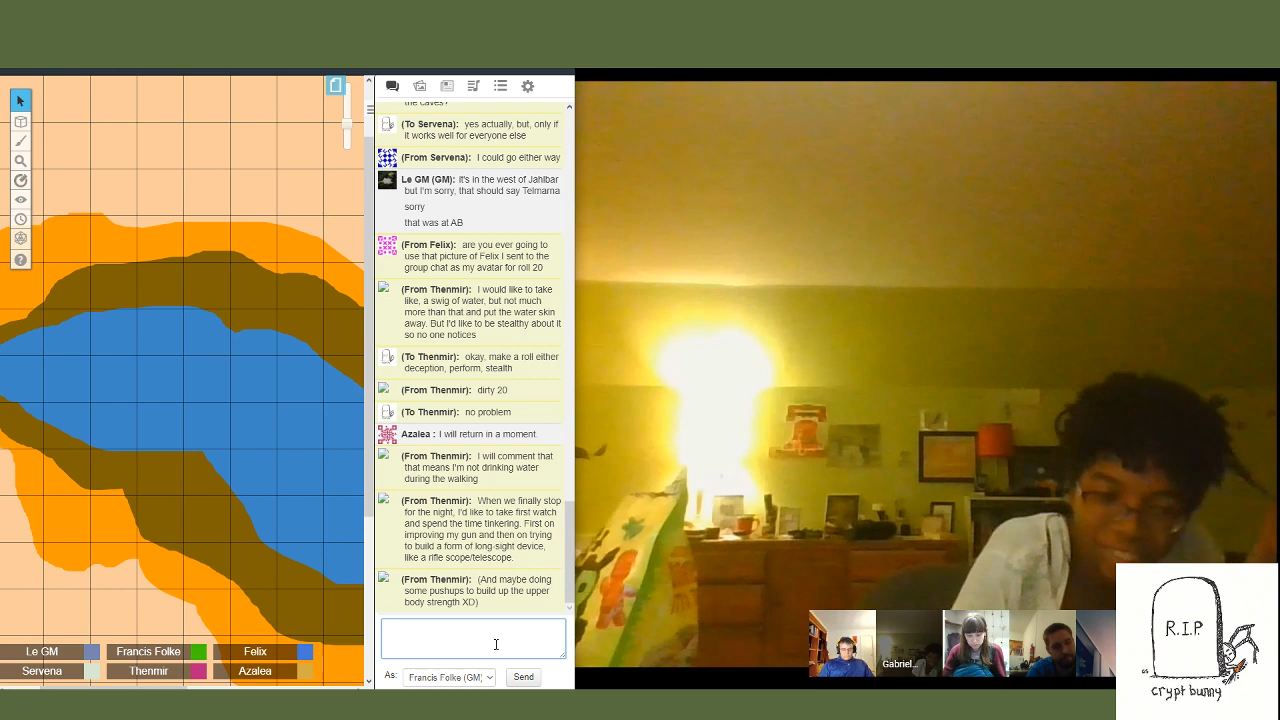 the caves?
(To Servena): yes actually, but, only if
it works well for everyone else
(From Servena): I could go either way
Le GM (GM): It's in the west of Jahlbar
but I'm sorry, that should say Telmarna
sorry
that was at AB
(From Felix): are you ever going to
use that picture of Felix I sent to the
group chat as my avatar for roll 20
(From Thenmir): I would like to take
like, a swig of water, but not much
more than that and put the water skin
away. But I'd like to be stealthy about it
so no one notices
(To Thenmir): okay, make a roll either
deception, perform, stealth
(From Thenmir): dirty 20
(To Thenmir): no problem
Azalea : I will return in a moment.
(From Thenmir): I will comment that
that means I'm not drinking water
during the walking
(From Thenmir): When we finally stop
for the night, I'd like to take first watch
and spend the time tinkering. First on
improving my gun and then on trying
to build a form of long-sight device,
like a rifle scope/telescope.
(From Thenmir): (And maybe doing
some pushups to build up the upper
body strength XD)
As: Francis Folke (GM) Send
Le GM Francis Folke Felix
Servena Thenmir Azalea
Gabriel...
R.I.P.
crypt bunny